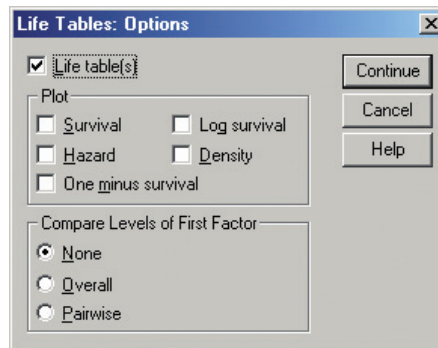 Life Tables: Options
Life table(s)
Continue
Plot
Cancel
Survival
Log survival
Help
Hazard
Density
One minus survival
Compare Levels of First Factor
None
Overall
Pairwise